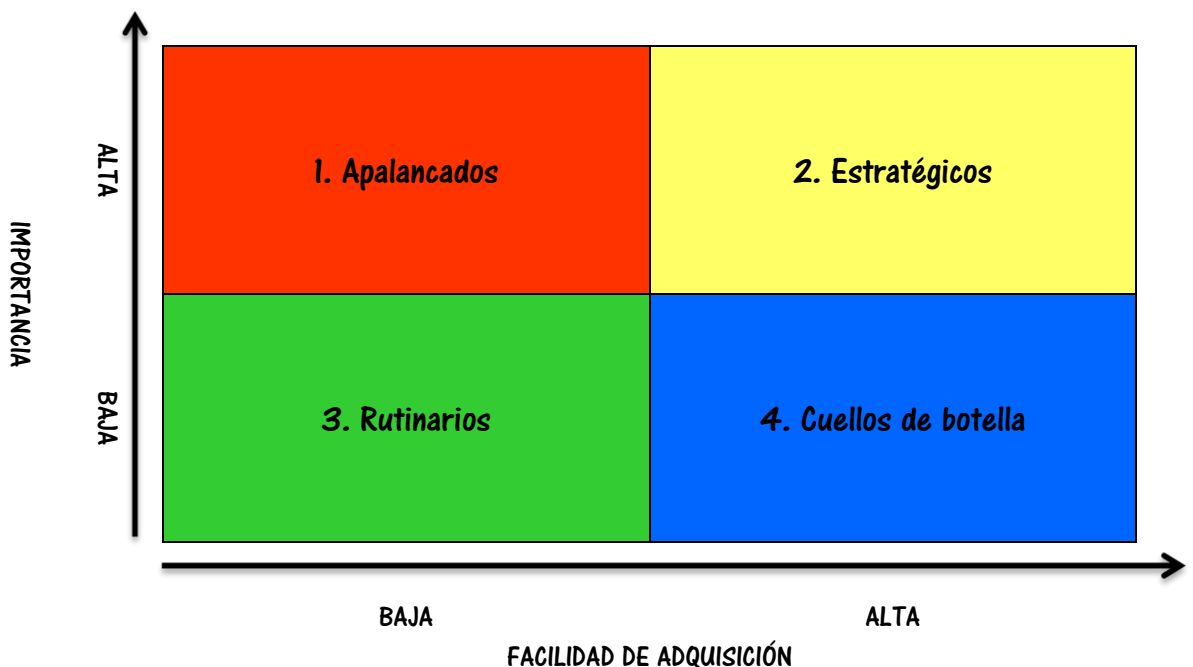 ALTA
1. Apalancados
2. Estratégicos
IMPORTANCIA
BAJA
3. Rutinarios
4. Cuellos de botella
BAJA
ALTA
FACILIDAD DE ADQUISICIÓN